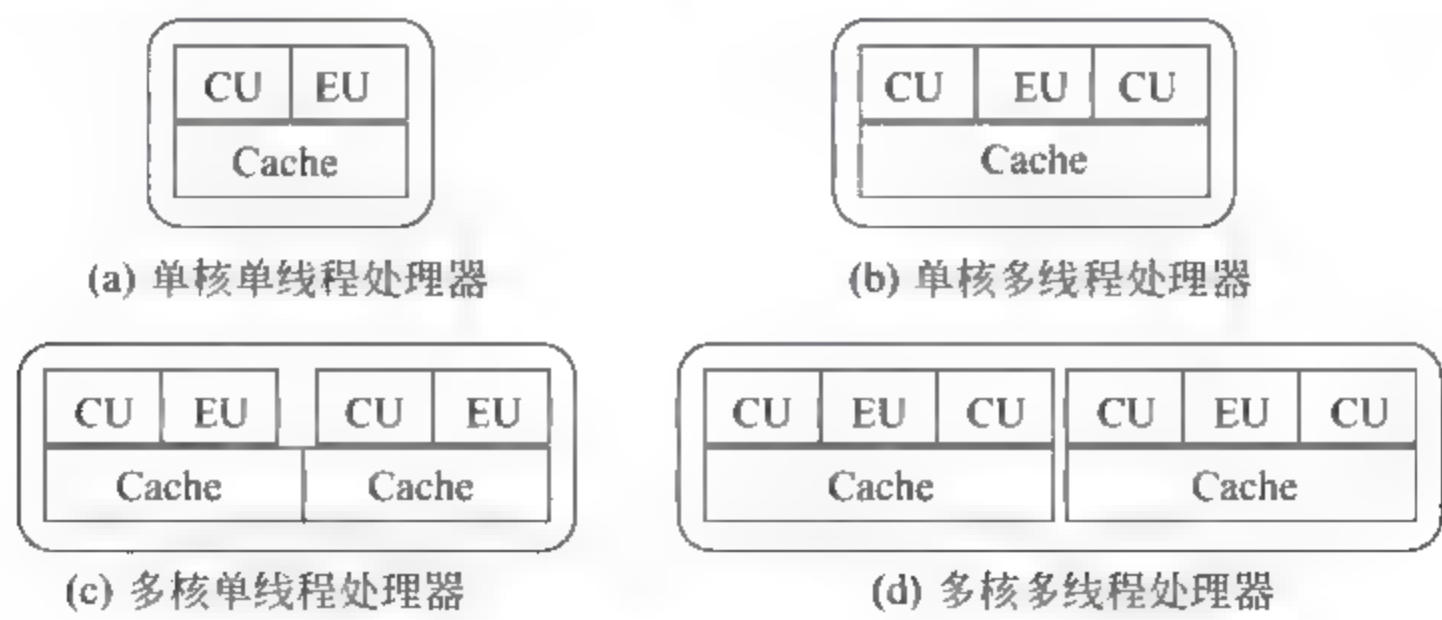 CU EU CU EU CU
Cache Cache
(a) 单核单线程处理器 (b) 单核多线程处理器
CU EU CU EU CU EU CU CU EU CU
Cache Cache Cache Cache
(c) 多核单线程处理器 (d) 多核多线程处理器